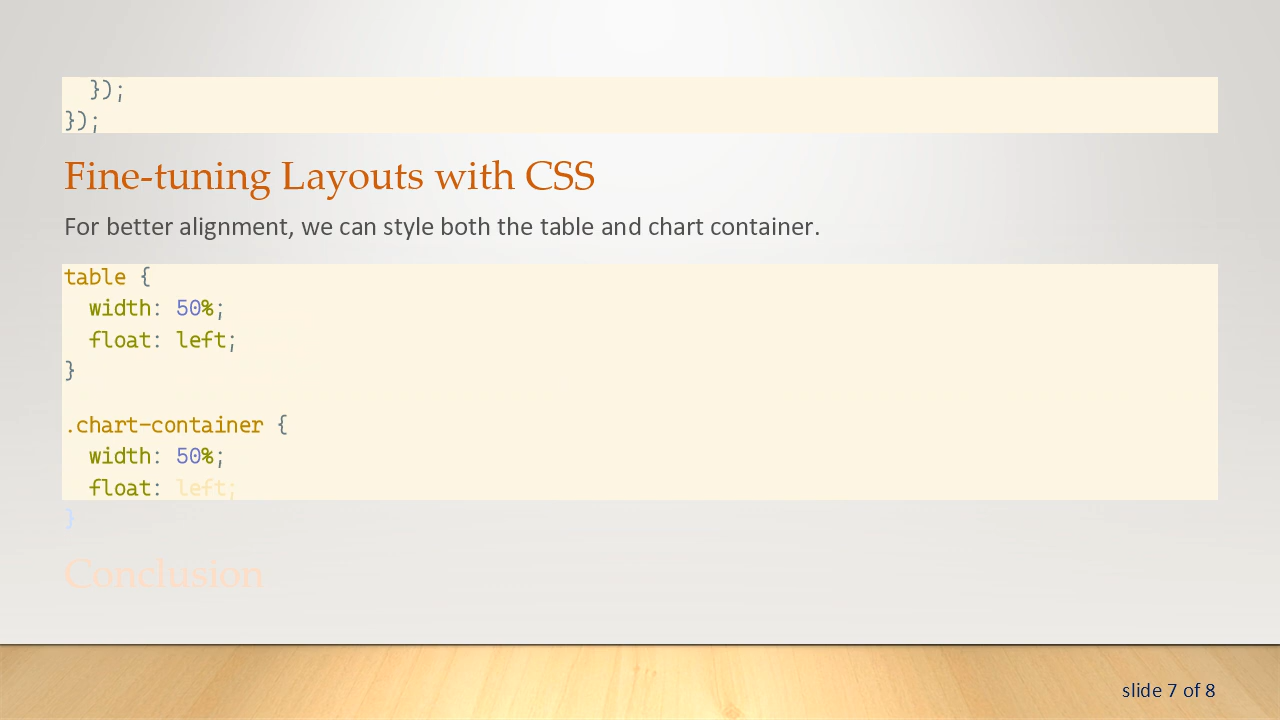 });
});
Fine-tuning Layouts with CSS
For better alignment, we can style both the table and chart container.
table {
  width: 50%;
  float: left;
}
.chart-container {
  width: 50%;
  float: left;
}
Conclusion
slide 7 of 8